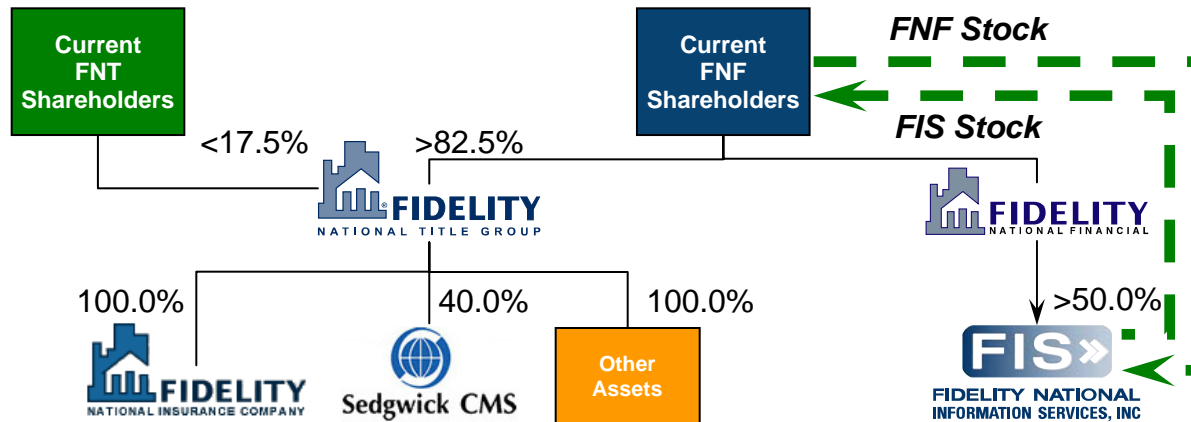 Current
FNT
Shareholders
Current
FNF
Shareholders
FNF Stock
FIS Stock
<17.5%
>82.5%
FIDELITY
NATIONAL TITLE GROUP
FIDELITY
NATIONAL FINANCIAL
100.0%
40.0%
100.0%
>50.0%
FIDELITY
NATIONAL INSURANCE COMPANY
Sedgwick CMS
Other
Assets
FIS
FIDELITY NATIONAL
INFORMATION SERVICES, INC